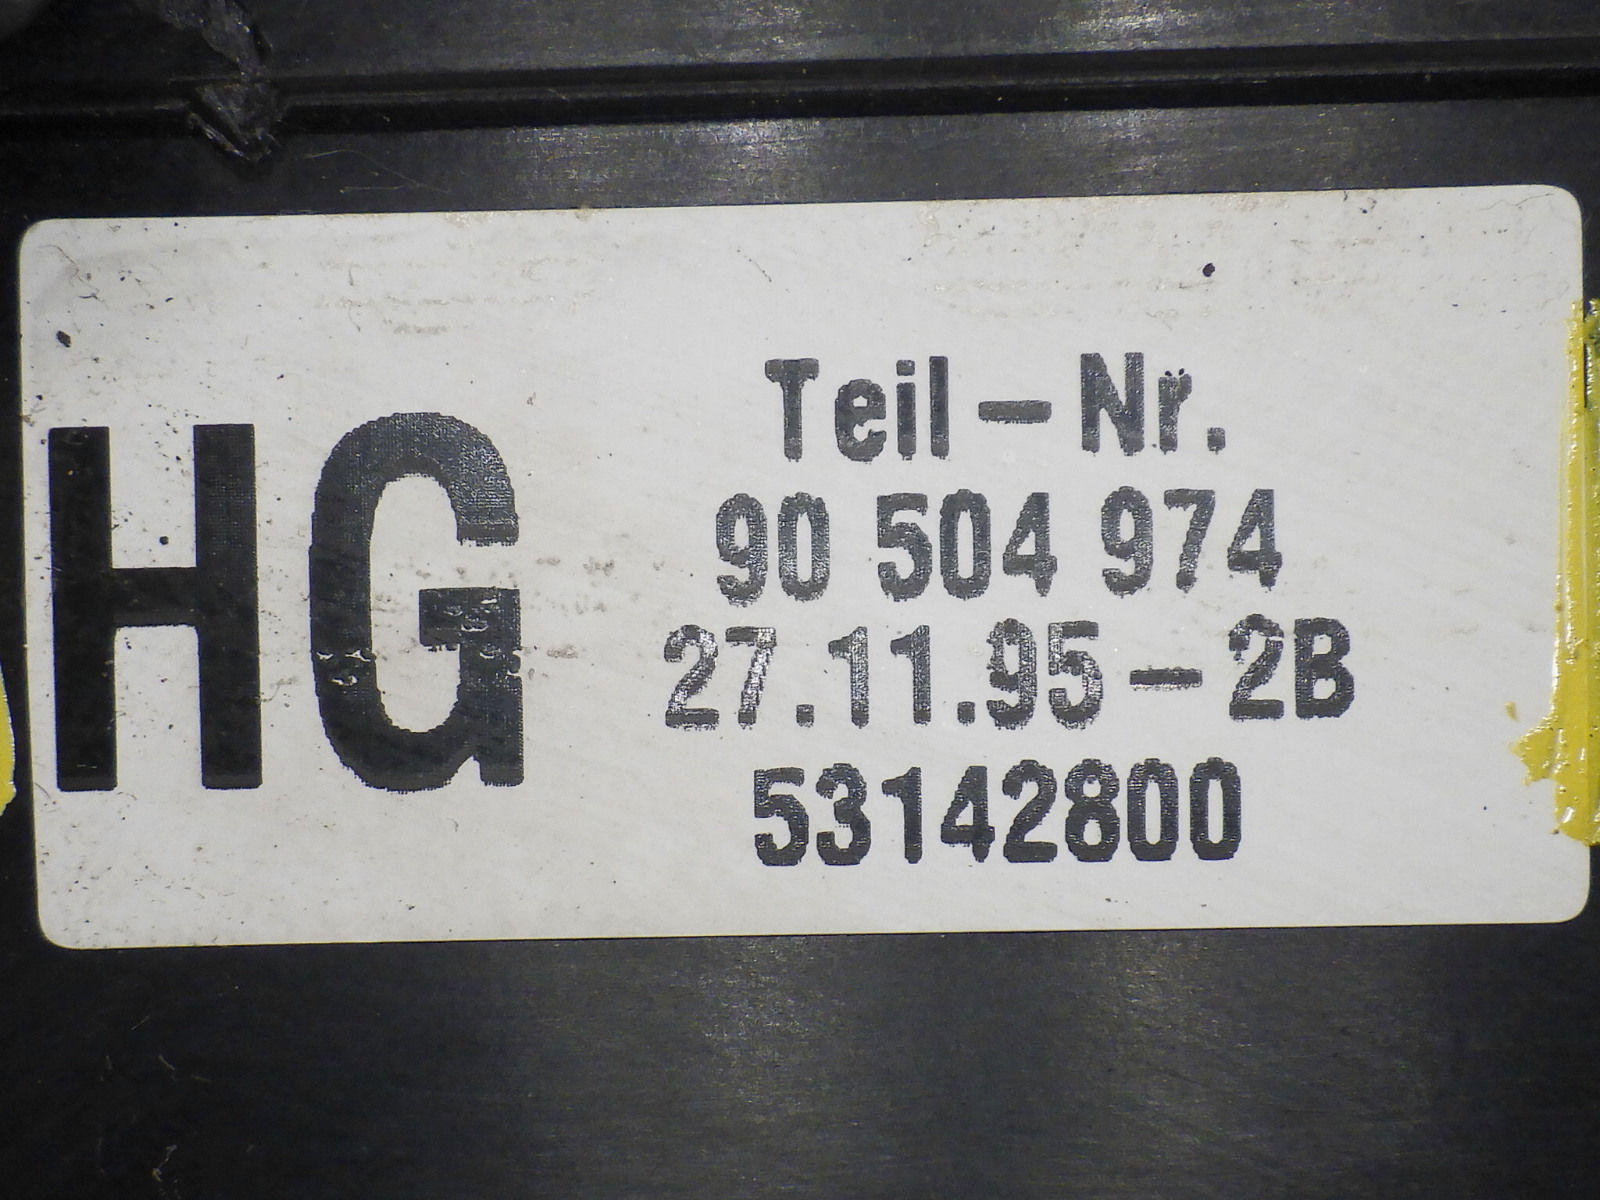 HG
Teil-Nr.
90 504 974
27.11.95-2B
53142800